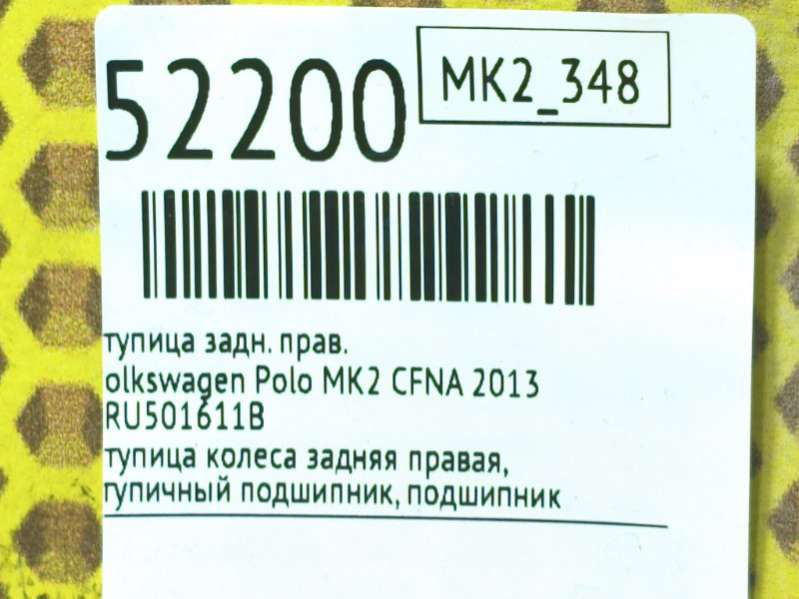 52200
MK2_348
тупица задн. прав.
olkswagen Polo MK2 CFNA 2013
RU501611B
тупица колеса задняя правая,
тупичный подшипник, подшипник